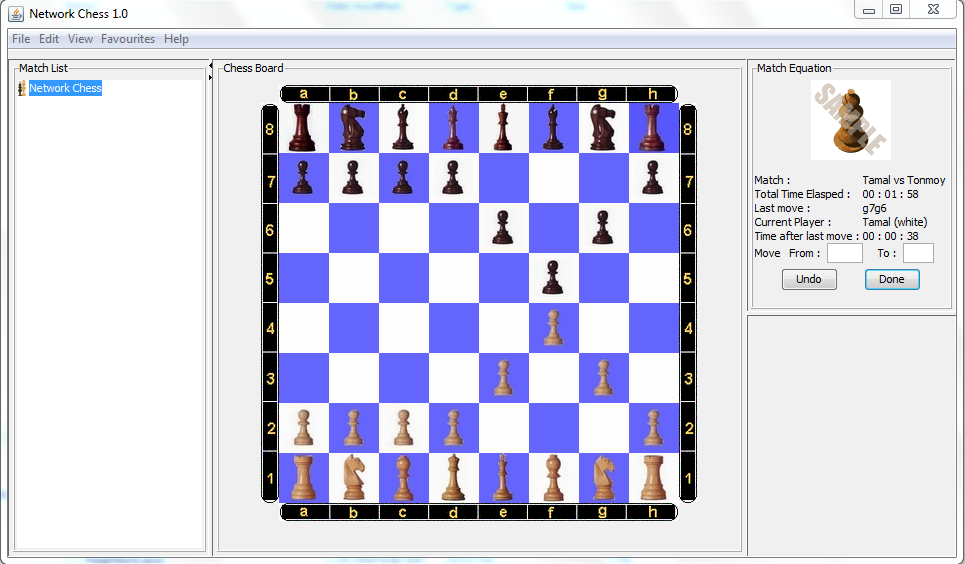 Network Chess 1.0
File Edit View Favourites Help
Match List
Network Chess
Chess Board
a b c d e f g h
8 8
7 7
6 6
5 5
4 4
3 3
2 2
1 1
a b c d e f g h
Match Equation
SAMPLE
Match : Tamal vs Tonmoy
Total Time Elasped : 00 : 01 : 58
Last move : g7g6
Current Player : Tamal (white)
Time after last move : 00 : 00 : 38
Move From : To :
Undo Done